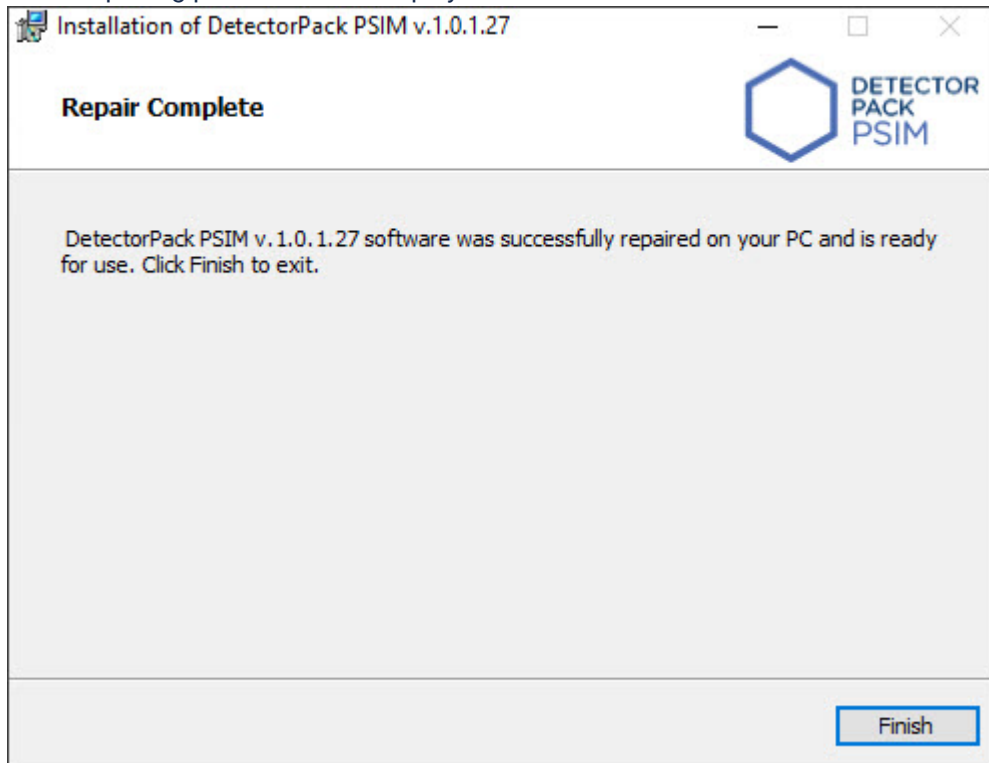 Installation of DetectorPack PSIM v.1.0.1.27
Repair Complete
DETECTOR
PACK
PSIM
DetectorPack PSIM v.1.0.1.27 software was successfully repaired on your PC and is ready
for use. Click Finish to exit.
Finish